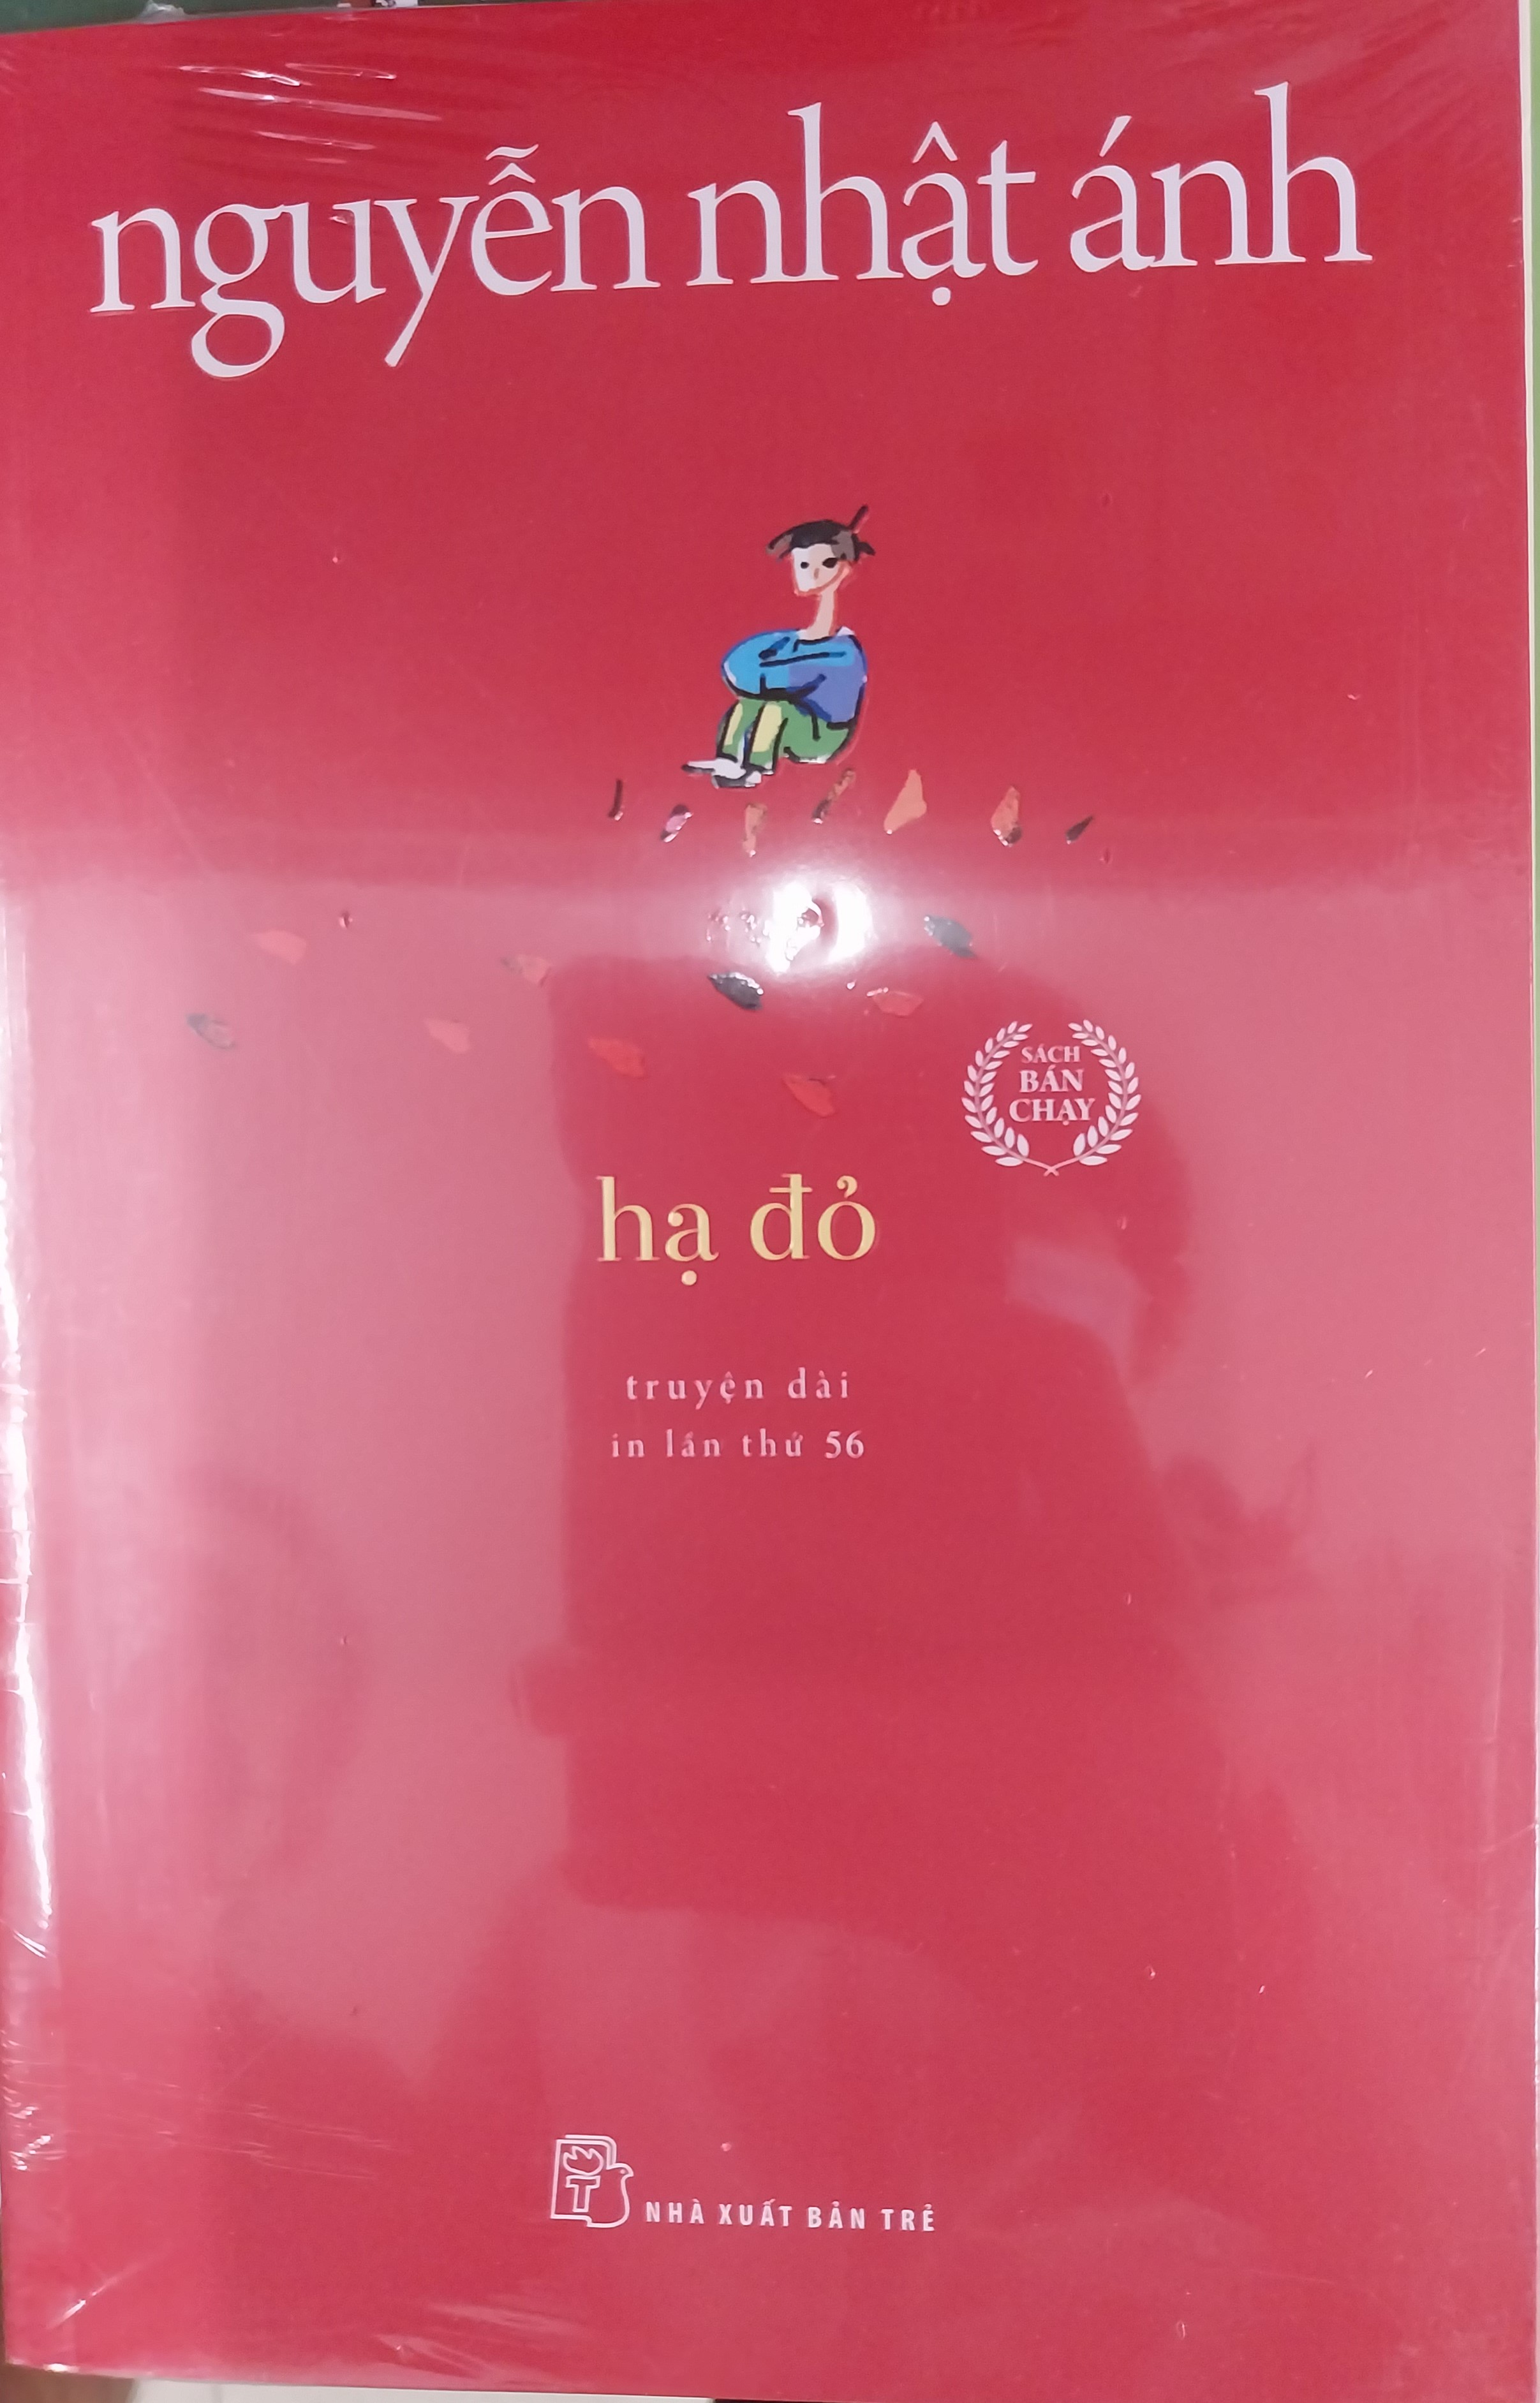 nguyễn nhật ánh
SÁCH
BÁN
CHẠY
hạ đỏ
truyện dài
in lần thứ 56
T
NHÀ XUẤT BẢN TRẺ